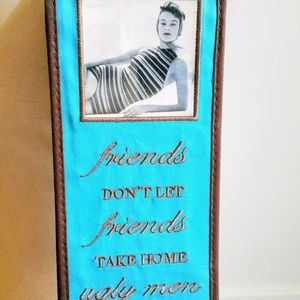 friends
DON'T LET
friends
TAKE HOME
ugly men